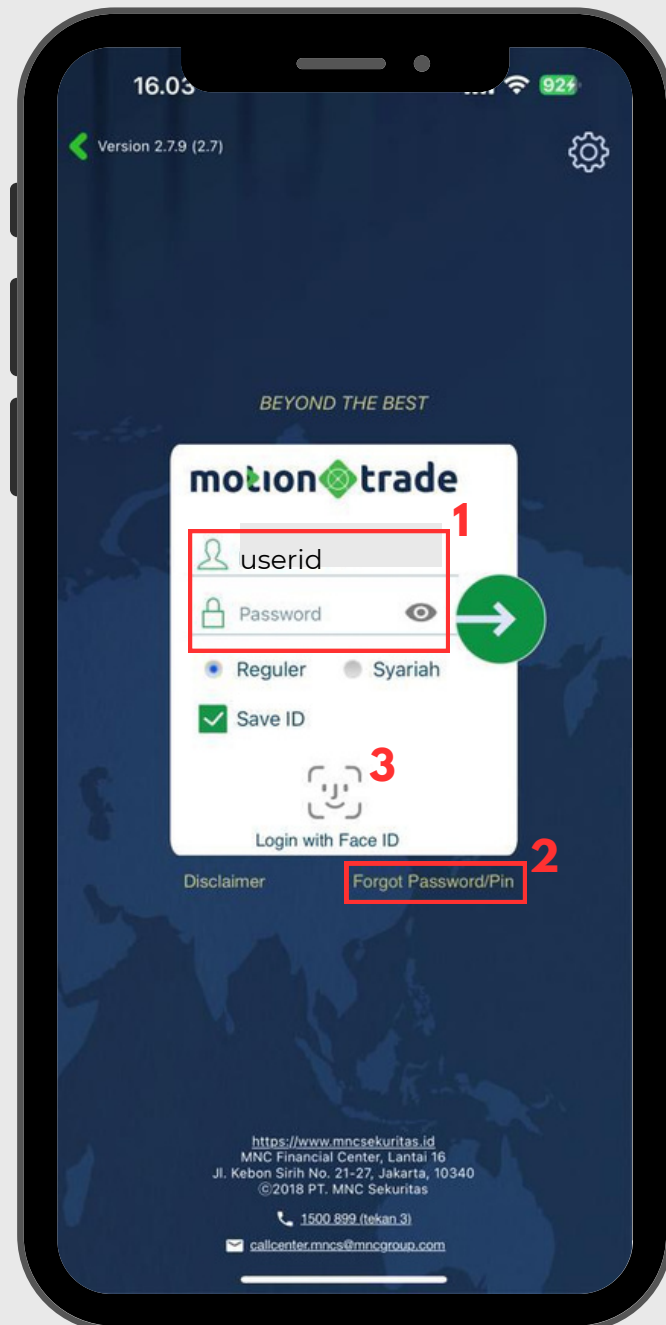 16.03
92
Version 2.7.9 (2.7)
BEYOND THE BEST
motion trade
1
userid
Password
Reguler Syariah
Save ID
3
Login with Face ID
2
Disclaimer Forgot Password/Pin
https://www.mncsekuritas.id
MNC Financial Center, Lantai 16
Jl. Kebon Sirih No. 21-27, Jakarta, 10340
©2018 PT. MNC Sekuritas
1500 899 (tekan 3)
callcenter.mncs@mncgroup.com